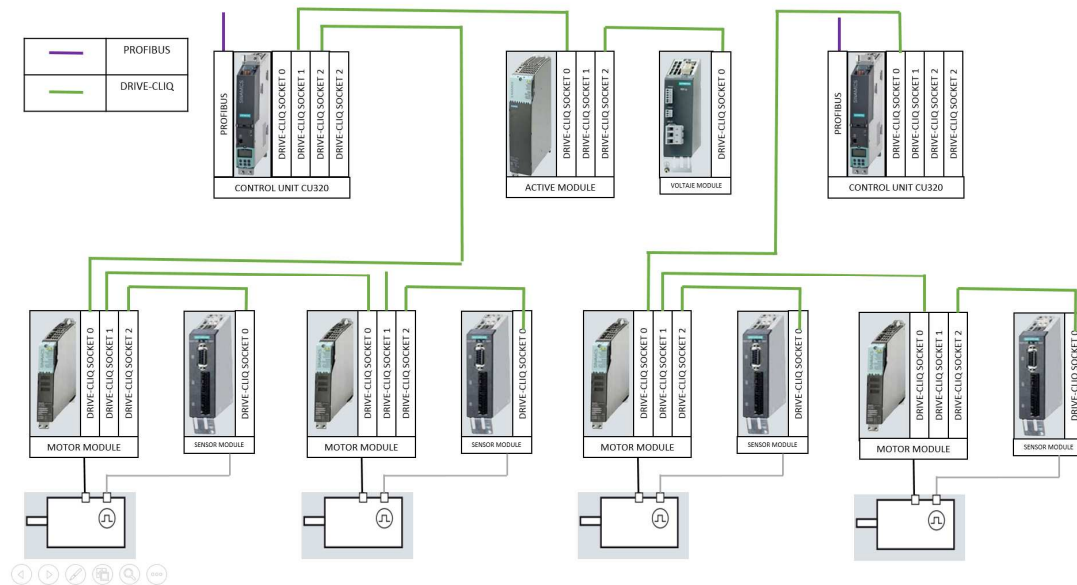 PROFIBUS
DRIVE-CLIQ
PROFIBUS
DRIVE-CLIQ SOCKET 0
DRIVE-CLIQ SOCKET 1
DRIVE-CLIQ SOCKET 2
DRIVE-CLIQ SOCKET 2
CONTROL UNIT CU320
DRIVE-CLIQ SOCKET 0
DRIVE-CLIQ SOCKET 1
DRIVE-CLIQ SOCKET 2
ACTIVE MODULE
DRIVE-CLIQ SOCKET 0
VOLTAJE MODULE
PROFIBUS
DRIVE-CLIQ SOCKET 0
DRIVE-CLIQ SOCKET 1
DRIVE-CLIQ SOCKET 2
DRIVE-CLIQ SOCKET 2
CONTROL UNIT CU320
DRIVE-CLIQ SOCKET 0
DRIVE-CLIQ SOCKET 1
DRIVE-CLIQ SOCKET 2
MOTOR MODULE
DRIVE-CLIQ SOCKET 0
SENSOR MODULE
DRIVE-CLIQ SOCKET 0
DRIVE-CLIQ SOCKET 1
DRIVE-CLIQ SOCKET 2
MOTOR MODULE
DRIVE-CLIQ SOCKET 0
SENSOR MODULE
DRIVE-CLIQ SOCKET 0
DRIVE-CLIQ SOCKET 1
DRIVE-CLIQ SOCKET 2
MOTOR MODULE
DRIVE-CLIQ SOCKET 0
SENSOR MODULE
DRIVE-CLIQ SOCKET 0
DRIVE-CLIQ SOCKET 1
DRIVE-CLIQ SOCKET 2
MOTOR MODULE
DRIVE-CLIQ SOCKET 0
SENSOR MODULE